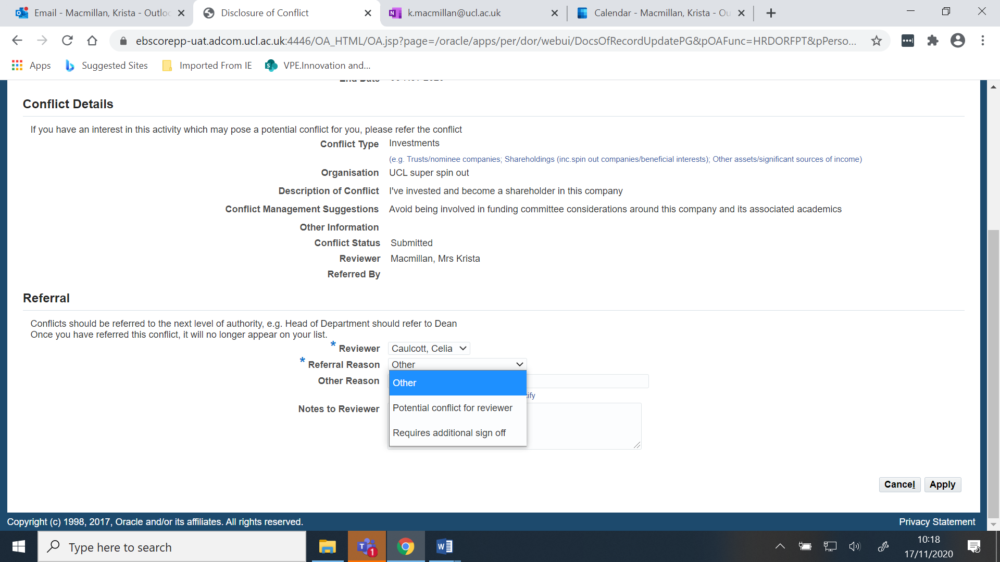 Email - Macmillan, Krista - Outloo
Disclosure of Conflict
k.macmillan@ucl.ac.uk
Calendar - Macmillan, Krista - Ou
ebscorepp-uat.adcom.ucl.ac.uk:4446/OA_HTML/OA.jsp?page=/oracle/apps/per/dor/webui/DocsOfRecordUpdatePG&pOAFunc=HRDORFPT&pPerso...
Apps
Suggested Sites
Imported From IE
VPE.Innovation and...
End Date
Conflict Details
If you have an interest in this activity which may pose a potential conflict for you, please refer the conflict
Conflict Type Investments
(e.g. Trusts/nominee companies; Shareholdings (inc.spin out companies/beneficial interests); Other assets/significant sources of income)
Organisation UCL super spin out
Description of Conflict I've invested and become a shareholder in this company
Conflict Management Suggestions Avoid being involved in funding committee considerations around this company and its associated academics
Other Information
Conflict Status Submitted
Reviewer Macmillan, Mrs Krista
Referred By
Referral
Conflicts should be referred to the next level of authority, e.g. Head of Department should refer to Dean
Once you have referred this conflict, it will no longer appear on your list.
* Reviewer Caulcott, Celia
* Referral Reason Other
Other Reason
Other
Potential conflict for reviewer
Requires additional sign off
ify
Notes to Reviewer
Cancel
Apply
Copyright (c) 1998, 2017, Oracle and/or its affiliates. All rights reserved.
Privacy Statement
Type here to search
1
10:18
17/11/2020